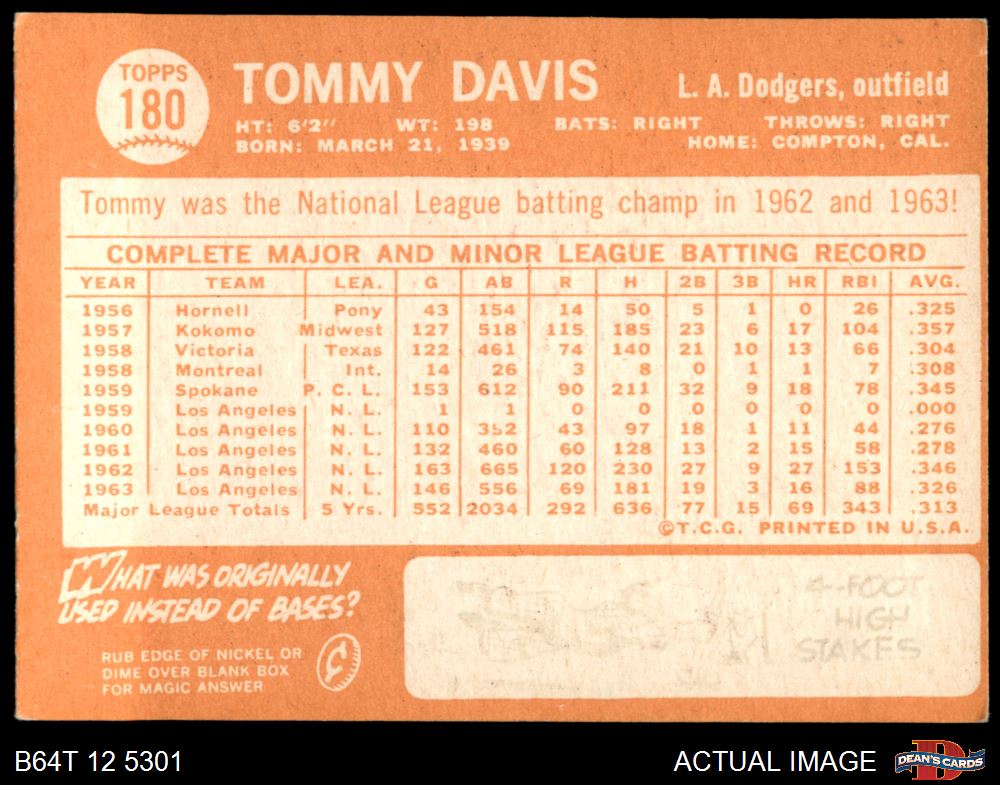 TOPPS
180
TOMMY DAVIS
L. A. Dodgers, outfield
HT: 6'2" WT: 198 BATS: RIGHT THROWS: RIGHT
BORN: MARCH 21, 1939 HOME: COMPTON, CAL.
Tommy was the National League batting champ in 1962 and 1963!
COMPLETE MAJOR AND MINOR LEAGUE BATTING RECORD
YEAR TEAM LEA. G AB R H 2B 3B HR RBI AVG.
1956 Hornell Pony 43 154 14 50 5 1 0 26 .325
1957 Kokomo Midwest 127 518 115 185 23 6 17 104 .357
1958 Victoria Texas 122 461 74 140 21 10 13 66 .304
1958 Montreal Int. 14 26 3 8 0 1 1 7 .308
1959 Spokane P. C. L. 153 612 90 211 32 9 18 78 .345
1959 Los Angeles N. L. 1 1 0 0 0 0 0 0 .000
1960 Los Angeles N. L. 110 352 43 97 18 1 11 44 .276
1961 Los Angeles N. L. 132 460 60 128 13 2 15 58 .278
1962 Los Angeles N. L. 163 665 120 230 27 9 27 153 .346
1963 Los Angeles N. L. 146 556 69 181 19 3 16 88 .326
Major League Totals 5 Yrs. 552 2034 292 636 77 15 69 343 .313
©T.C.G. PRINTED IN U.S.A.
WHAT WAS ORIGINALLY
USED INSTEAD OF BASES?
RUB EDGE OF NICKEL OR
DIME OVER BLANK BOX
FOR MAGIC ANSWER
¢
4-FOOT
HIGH
STAKES
B64T 12 5301
ACTUAL IMAGE
D
DEAN'S CARDS